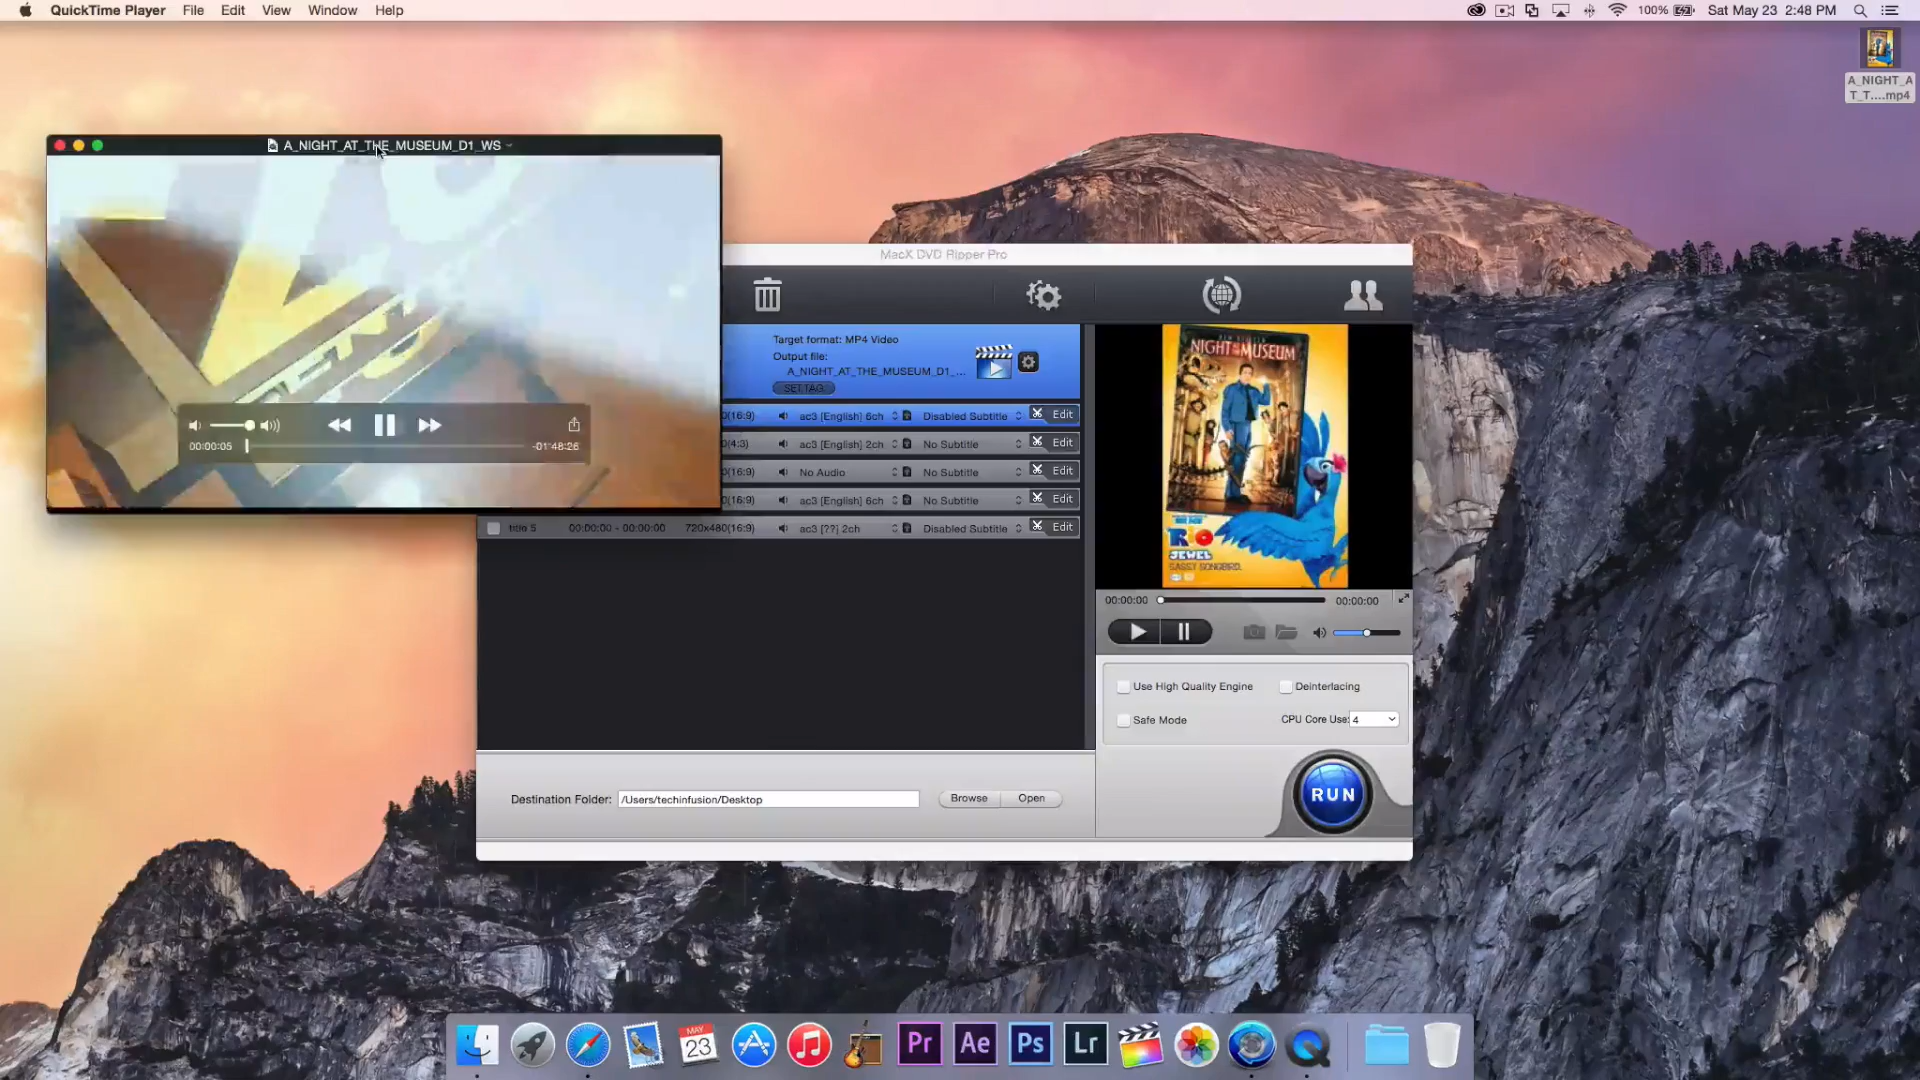 QuickTime Player File Edit View Window Help
100% Sat May 23 2:48 PM
A_NIGHT_A
T_T....mp4
A_NIGHT_AT_THE_MUSEUM_D1_WS
00:00:05 -01:48:26
MacX DVD Ripper Pro
Target format: MP4 Video
Output file:
A_NIGHT_AT_THE_MUSEUM_D1_...
SET TAG
(16:9) ac3 [English] 6ch Disabled Subtitle Edit
(4:3) ac3 [English] 2ch No Subtitle Edit
(16:9) No Audio No Subtitle Edit
(16:9) ac3 [English] 6ch No Subtitle Edit
title 5 00:00:00 - 00:00:00 720x480(16:9) ac3 [??] 2ch Disabled Subtitle Edit
NIGHT AT THE MUSEUM
RIO
JEWEL
SASSY SONGBIRD.
00:00:00 00:00:00
Use High Quality Engine Deinterlacing
Safe Mode CPU Core Use: 4
Destination Folder: /Users/techinfusion/Desktop Browse Open
RUN
MAY
23
Pr Ae Ps Lr